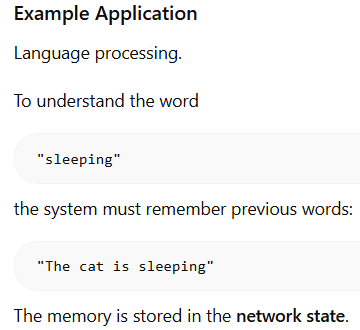 Example Application
Language processing.
To understand the word
"sleeping"
the system must remember previous words:
"The cat is sleeping"
The memory is stored in the network state.